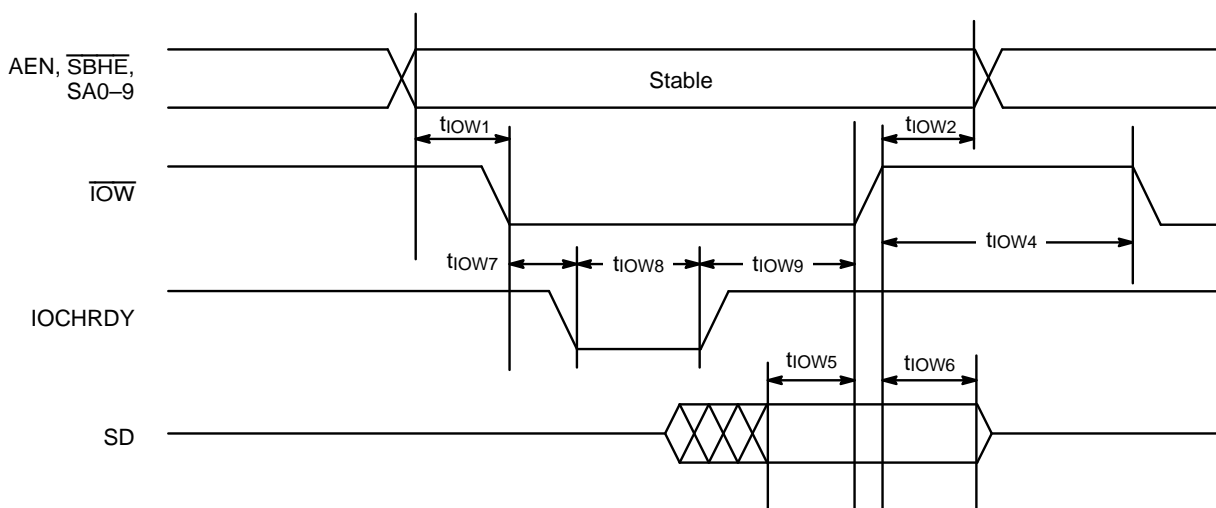 AEN, SBHE,
SA0–9
Stable
tIOW1
tIOW2
IOW
tIOW4
tIOW7
tIOW8
tIOW9
IOCHRDY
tIOW5
tIOW6
SD